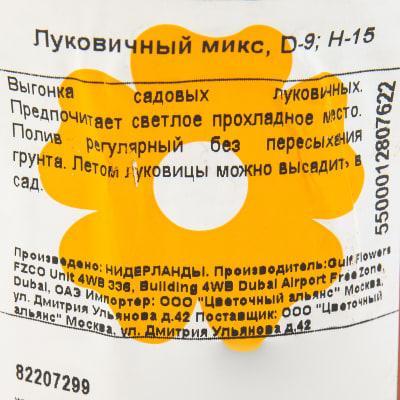 Луковичный микс, D-9; H-15
Выгонка садовых луковичных.
Предпочитает светлое прохладное место.
Полив регулярный без пересыхания
грунта. Летом луковицы можно высадить в
сад.
5500012807622
Произведено: НИДЕРЛАНДЫ. Производитель:Gulf Flowers
FZCO Unit 4WB 336, Building 4WB Dubai Airport Free Zone,
Dubai, ОАЭ Импортер: ООО "Цветочный альянс" Москва,
ул. Дмитрия Ульянова д.42 Поставщик: ООО "Цветочный
альянс" Москва, ул. Дмитрия Ульянова д.42
82207299